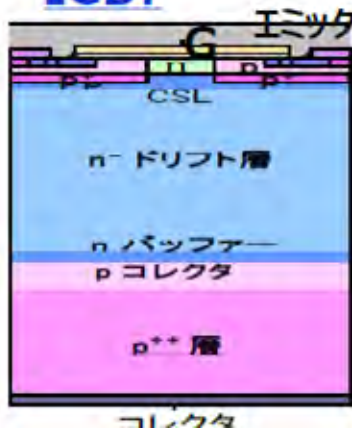 IGBT
エミッタ
G
n p
p+ p+
CSL
n⁻ ドリフト層
n バッファー
p コレクタ
p⁺⁺ 層
コレクタ